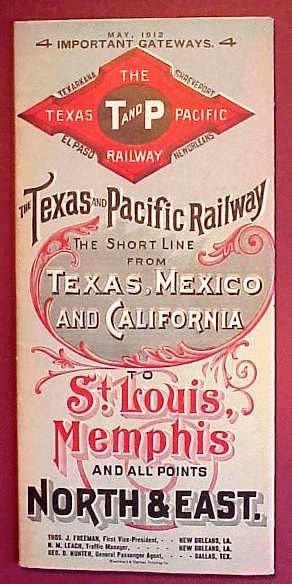 MAY, 1912
4 IMPORTANT GATEWAYS. 4
TEXARKANA SHREVEPORT
THE
TEXAS T AND P PACIFIC
RAILWAY
EL PASO NEW ORLEANS
THE TEXAS AND PACIFIC RAILWAY
THE SHORT LINE
FROM
TEXAS, MEXICO
AND CALIFORNIA
TO
St. Louis,
Memphis
AND ALL POINTS
NORTH & EAST.
THOS. J. FREEMAN, First Vice-President, - - NEW ORLEANS, LA.
N. M. LEACH, Traffic Manager, - - - NEW ORLEANS, LA.
GEO. D. HUNTER, General Passenger Agent, - - DALLAS, TEX.